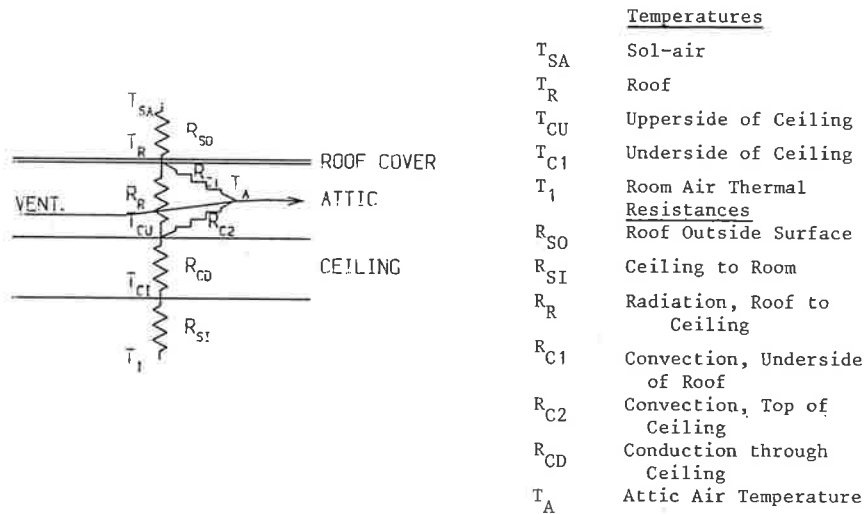 T_SA
R_SO
T_R
ROOF COVER
R_C1
T_A
VENT.
R_R
ATTIC
T_CU
R_C2
CEILING
R_CD
T_CI
R_SI
T_1
Temperatures
T_SA Sol-air
T_R Roof
T_CU Upperside of Ceiling
T_C1 Underside of Ceiling
T_1 Room Air Thermal
Resistances
R_SO Roof Outside Surface
R_SI Ceiling to Room
R_R Radiation, Roof to
Ceiling
R_C1 Convection, Underside
of Roof
R_C2 Convection, Top of
Ceiling
R_CD Conduction through
Ceiling
T_A Attic Air Temperature